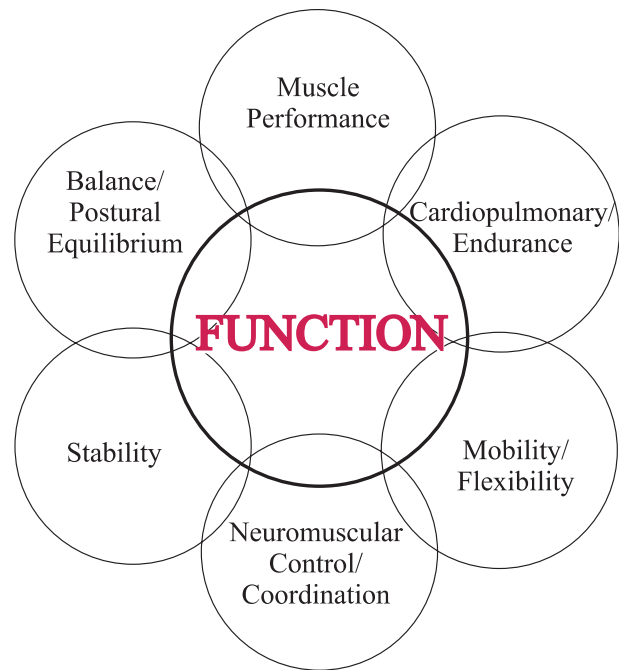 Muscle
Performance
Balance/
Postural
Equilibrium
Cardiopulmonary/
Endurance
FUNCTION
Stability
Mobility/
Flexibility
Neuromuscular
Control/
Coordination